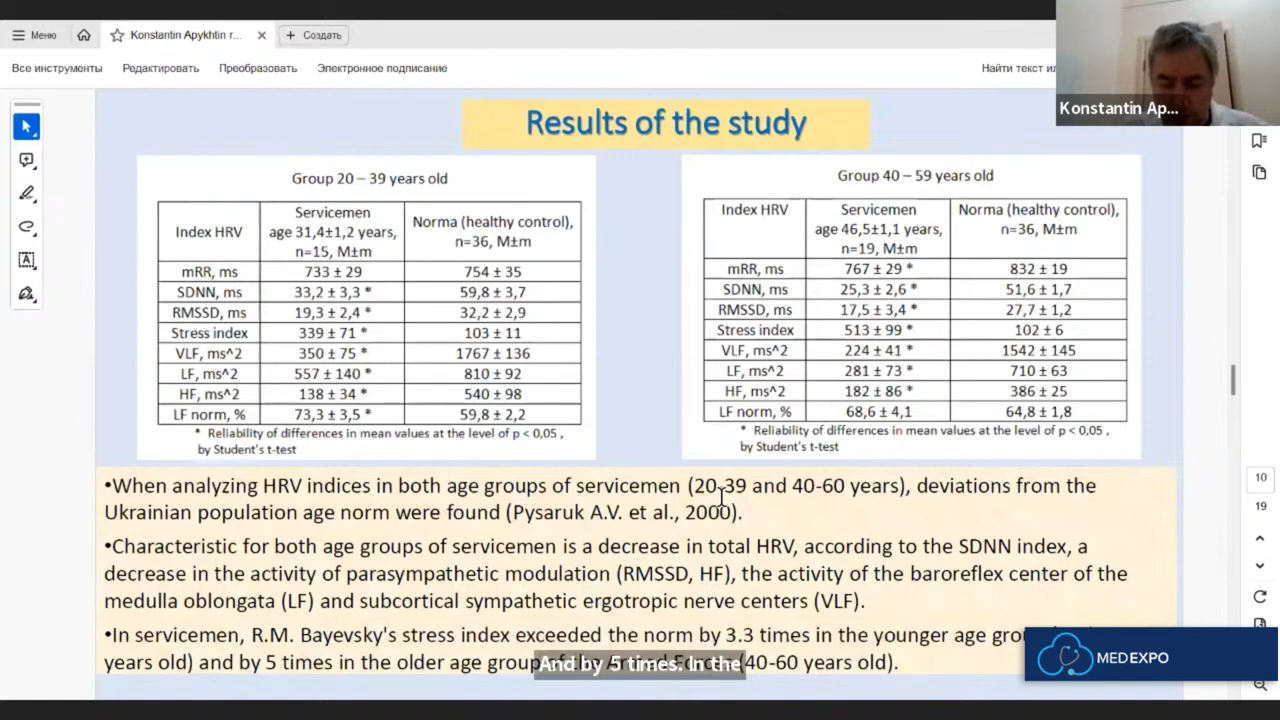 Меню
Konstantin Apykhtin r...
Создать
Все инструменты
Редактировать
Преобразовать
Электронное подписание
Найти текст ил
Konstantin Ap...
Results of the study
Group 20 – 39 years old
Index HRV Servicemen age 31,4±1,2 years, n=15, M±m Norma (healthy control), n=36, M±m
mRR, ms 733 ± 29 754 ± 35
SDNN, ms 33,2 ± 3,3 * 59,8 ± 3,7
RMSSD, ms 19,3 ± 2,4 * 32,2 ± 2,9
Stress index 339 ± 71 * 103 ± 11
VLF, ms^2 350 ± 75 * 1767 ± 136
LF, ms^2 557 ± 140 * 810 ± 92
HF, ms^2 138 ± 34 * 540 ± 98
LF norm, % 73,3 ± 3,5 * 59,8 ± 2,2
* Reliability of differences in mean values at the level of p < 0,05 ,
by Student's t-test
Group 40 – 59 years old
Index HRV Servicemen age 46,5±1,1 years, n=19, M±m Norma (healthy control), n=36, M±m
mRR, ms 767 ± 29 * 832 ± 19
SDNN, ms 25,3 ± 2,6 * 51,6 ± 1,7
RMSSD, ms 17,5 ± 3,4 * 27,7 ± 1,2
Stress index 513 ± 99 * 102 ± 6
VLF, ms^2 224 ± 41 * 1542 ± 145
LF, ms^2 281 ± 73 * 710 ± 63
HF, ms^2 182 ± 86 * 386 ± 25
LF norm, % 68,6 ± 4,1 64,8 ± 1,8
* Reliability of differences in mean values at the level of p < 0,05 ,
by Student's t-test
•When analyzing HRV indices in both age groups of servicemen (20-39 and 40-60 years), deviations from the
Ukrainian population age norm were found (Pysaruk A.V. et al., 2000).
•Characteristic for both age groups of servicemen is a decrease in total HRV, according to the SDNN index, a
decrease in the activity of parasympathetic modulation (RMSSD, HF), the activity of the baroreflex center of the
medulla oblongata (LF) and subcortical sympathetic ergotropic nerve centers (VLF).
•In servicemen, R.M. Bayevsky's stress index exceeded the norm by 3.3 times in the younger age
years old) and by 5 times in the older age group (40-60 years old).
And by 5 times. In the
10
19
MEDEXPO